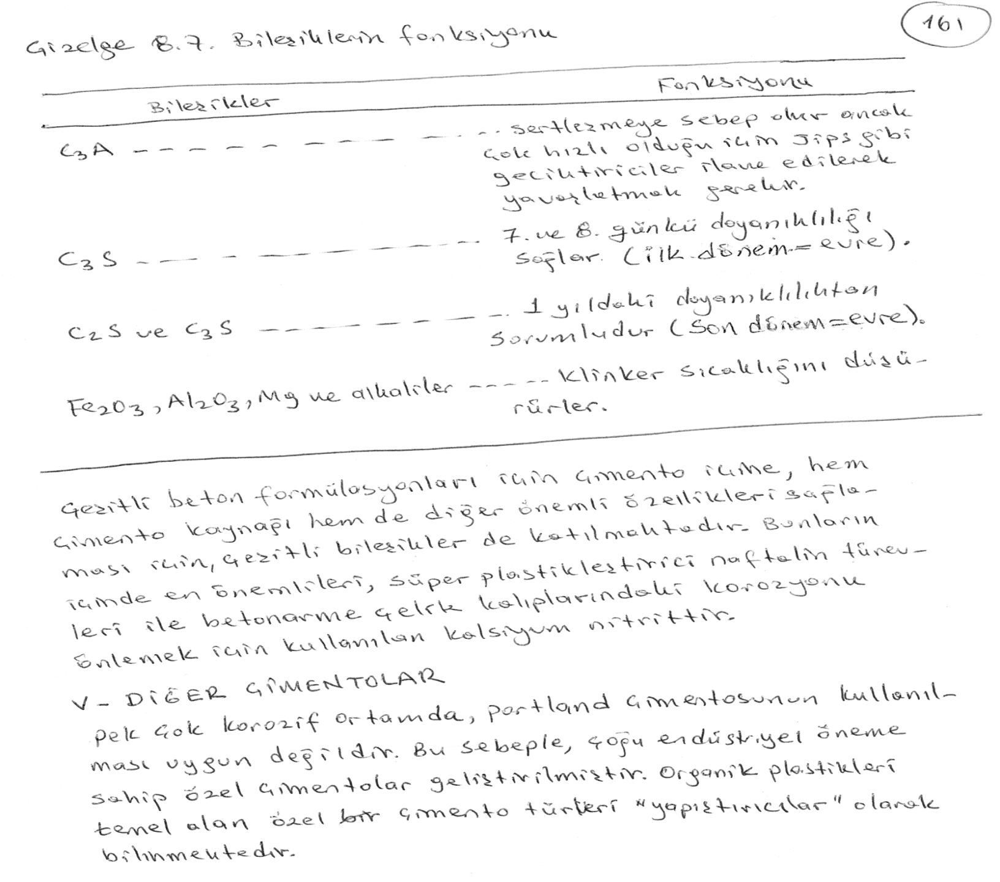 161
Çizelge 8.7. Bileşiklerin fonksiyonu
Bileşikler Fonksiyonu
C3A - - - - - - - - - - - sertleşmeye sebep olur ancak
çok hızlı olduğu için jips gibi
geciktiriciler ilave edilerek
yavaşlatmak gerekir.
C3S - - - - - - - - - 7. ve 8. günkü dayanıklılığı
sağlar. (ilk dönem = evre).
C2S ve C3S - - - - - - - - 1 yıldaki dayanıklılıktan
sorumludur (son dönem = evre).
Fe2O3, Al2O3, Mg ve alkaliler - - - - - - Klinker sıcaklığını düşü-
rürler.
Çeşitli beton formülasyonları için çimento içine, hem
çimento kaynağı hem de diğer önemli özellikleri sağla-
ması için, çeşitli bileşikler de katılmaktadır. Bunların
içinde en önemlileri, süper plastikleştirici naftalin türev-
leri ile betonarme çelik kalıplarındaki korozyonu
önlemek için kullanılan kalsiyum nitrittir.
V - DİĞER ÇİMENTOLAR
Pek çok korozif ortamda, portland çimentosunun kullanıl-
ması uygun değildir. Bu sebeple, çoğu endüstriyel öneme
sahip özel çimentolar geliştirilmiştir. Organik plastikleri
temel alan özel bir çimento türleri "yapıştırıcılar" olarak
bilinmektedir.